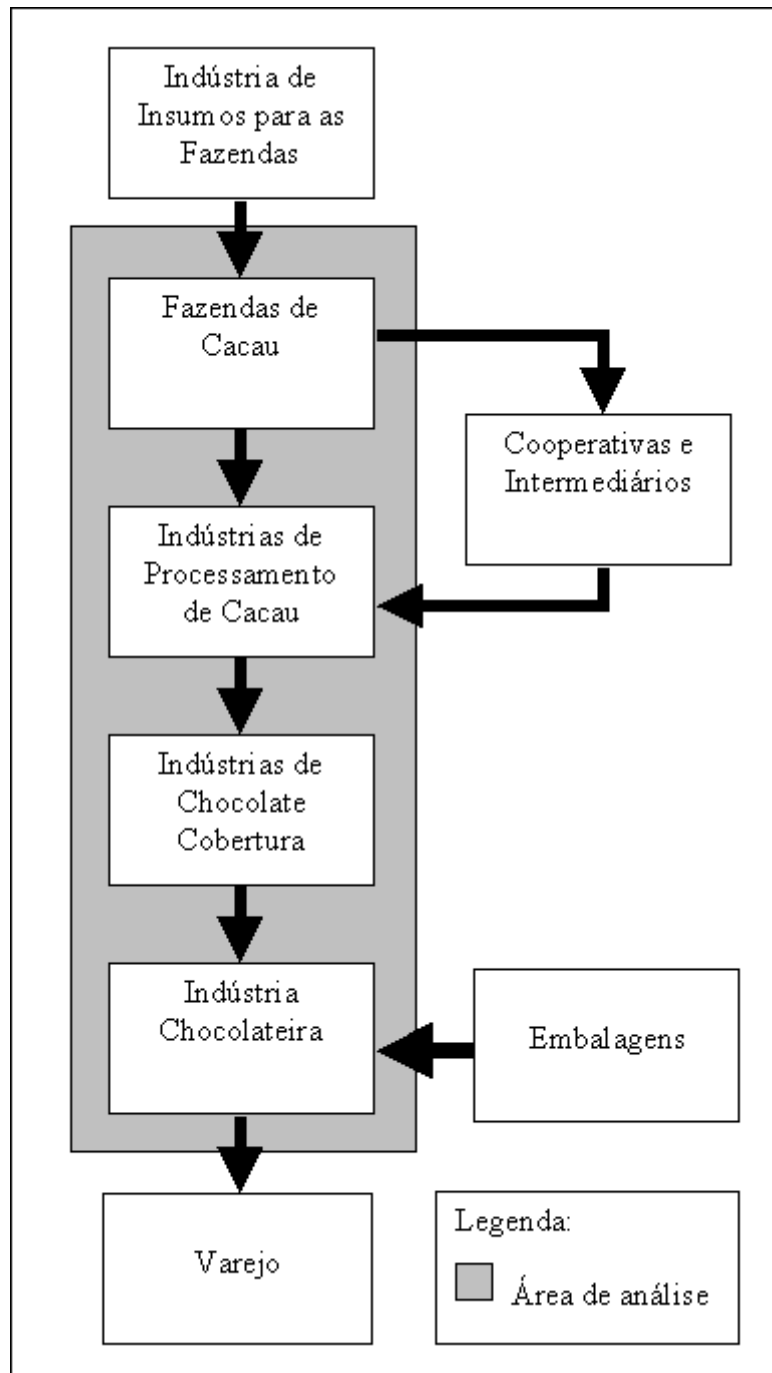 Indústria de
Insumos para as
Fazendas
Fazendas de
Cacau
Cooperativas e
Intermediários
Indústrias de
Processamento
de Cacau
Indústrias de
Chocolate
Cobertura
Indústria
Chocolateira
Embalagens
Varejo
Legenda:
Área de análise